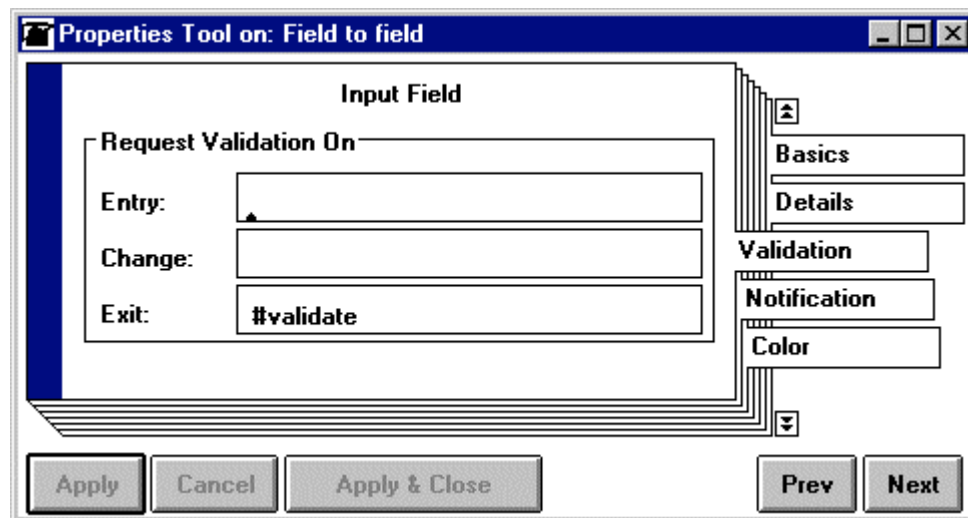 Properties Tool on: Field to field
Input Field
Request Validation On
Entry:
Change:
Exit: #validate
Basics
Details
Validation
Notification
Color
Apply Cancel Apply & Close Prev Next